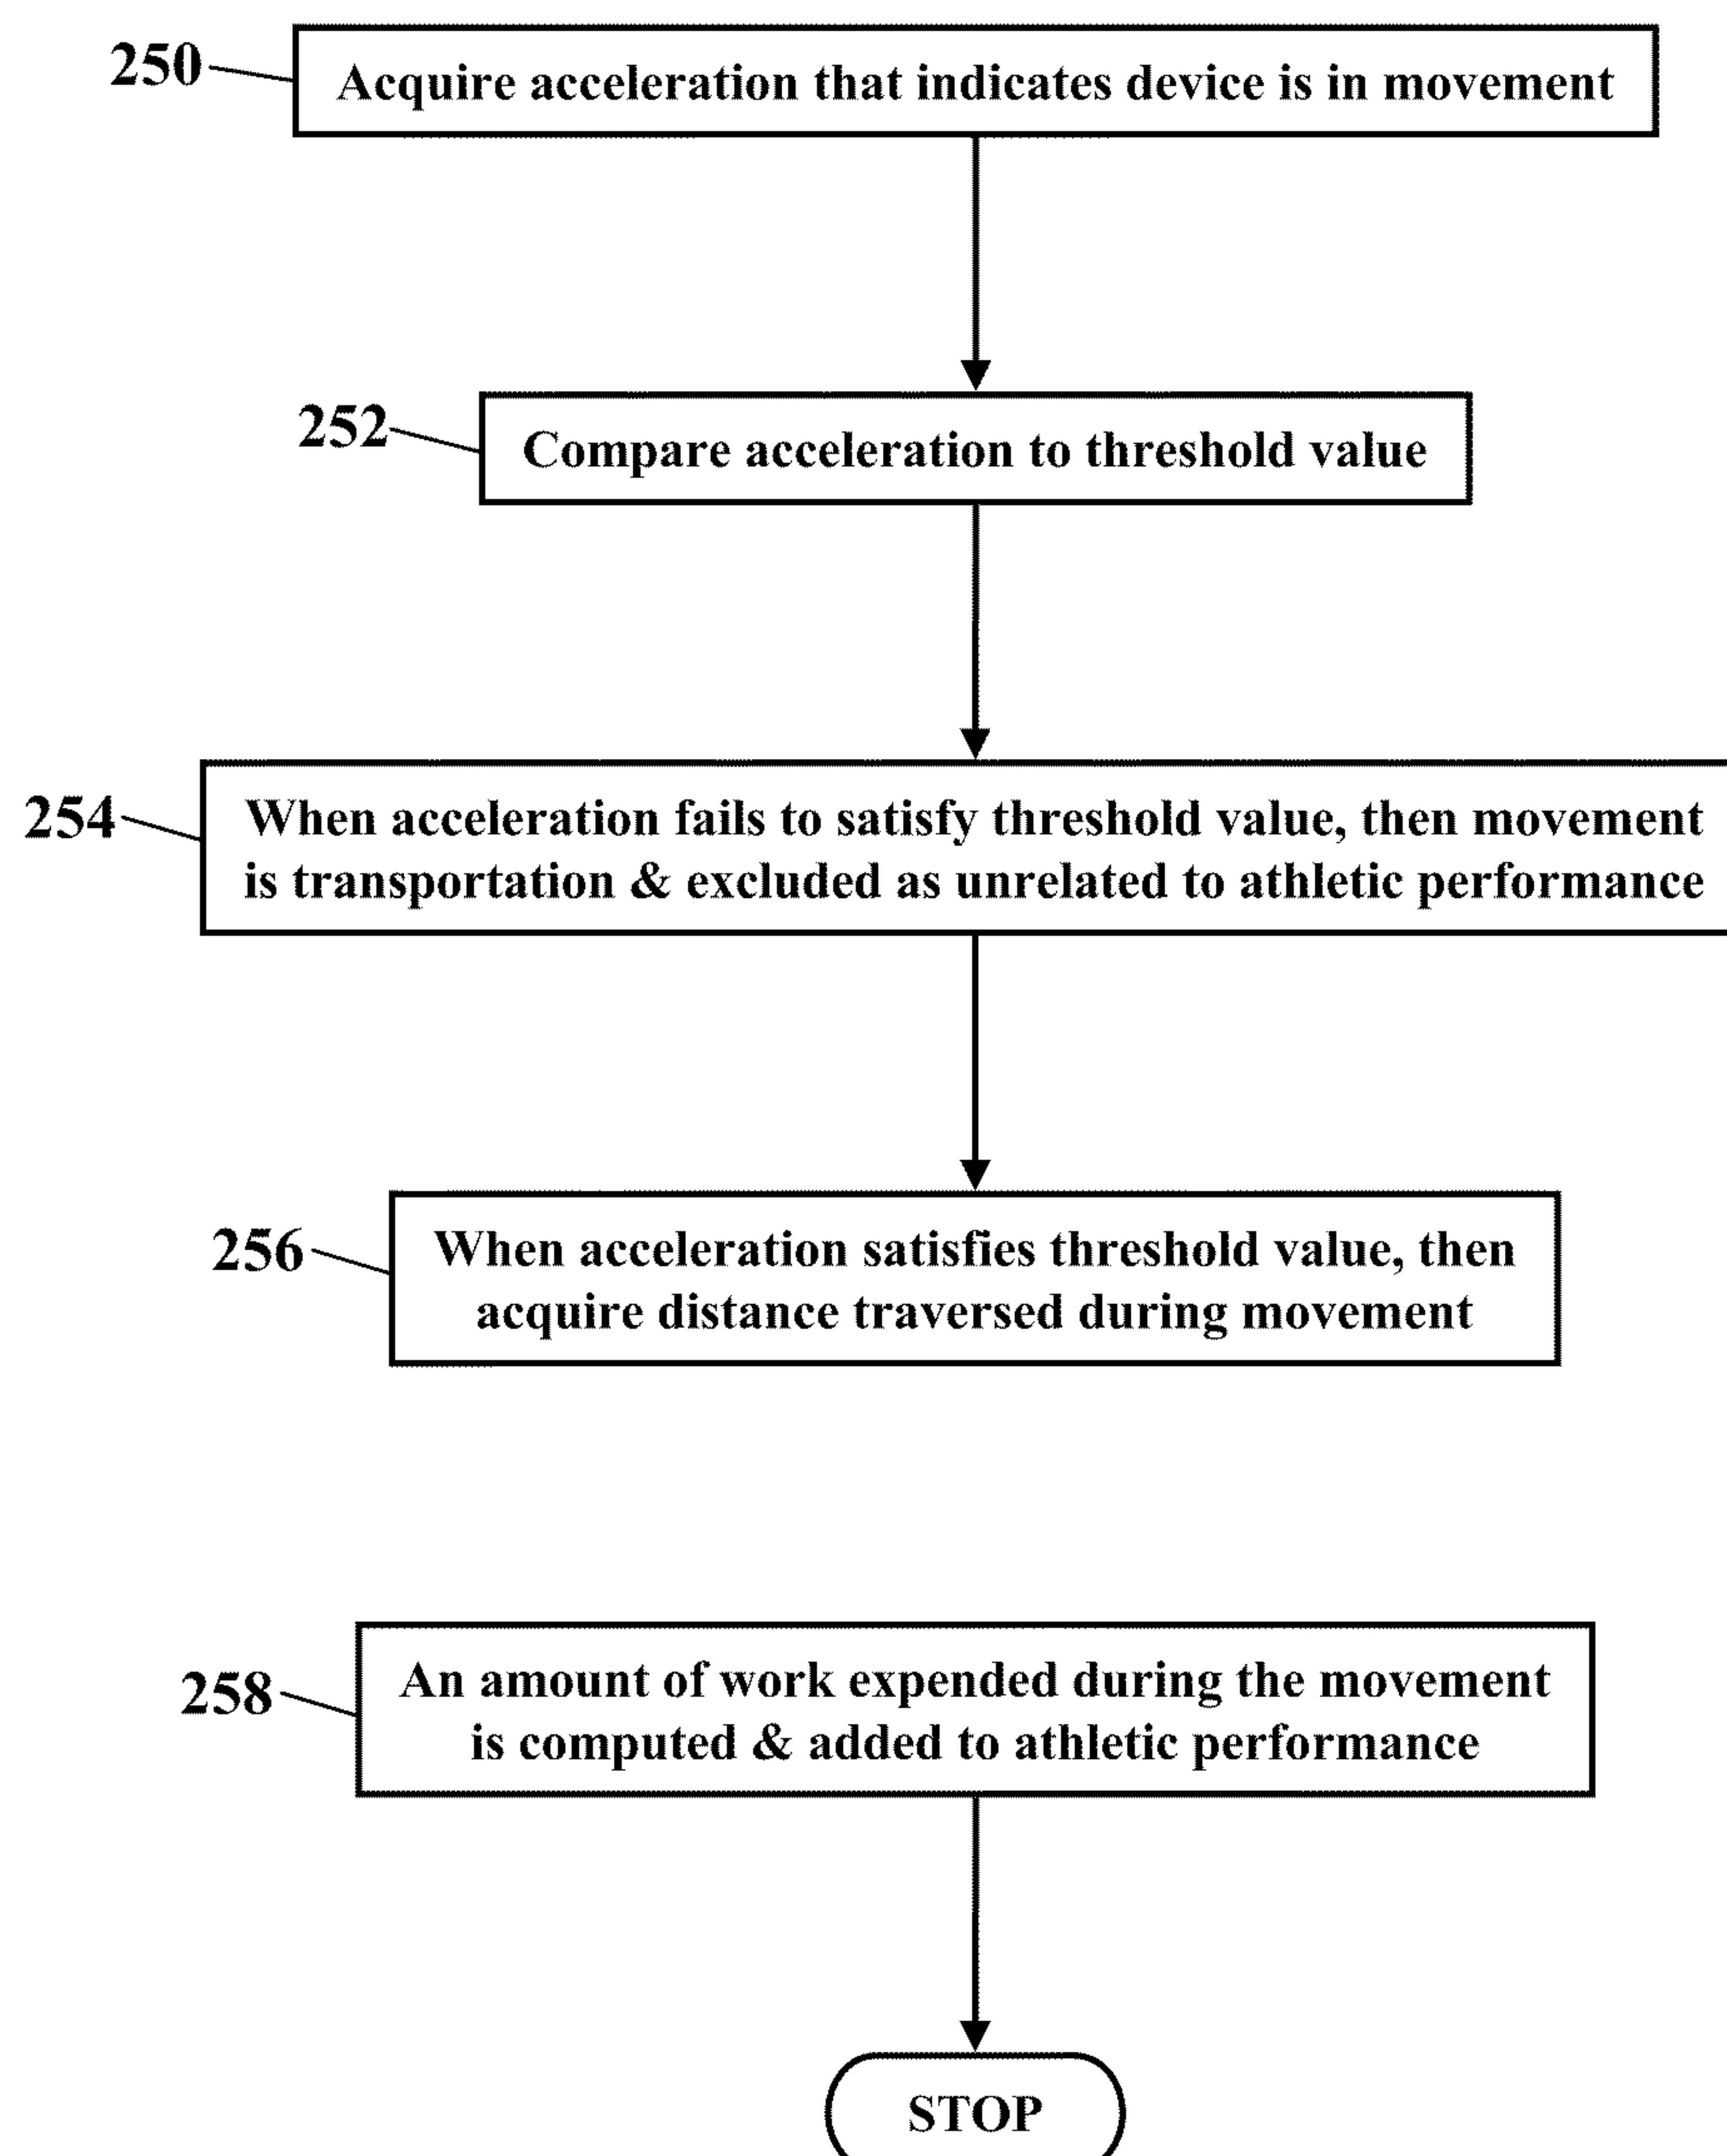 250
Acquire acceleration that indicates device is in movement
252
Compare acceleration to threshold value
254
When acceleration fails to satisfy threshold value, then movement
is transportation & excluded as unrelated to athletic performance
256
When acceleration satisfies threshold value, then
acquire distance traversed during movement
258
An amount of work expended during the movement
is computed & added to athletic performance
STOP